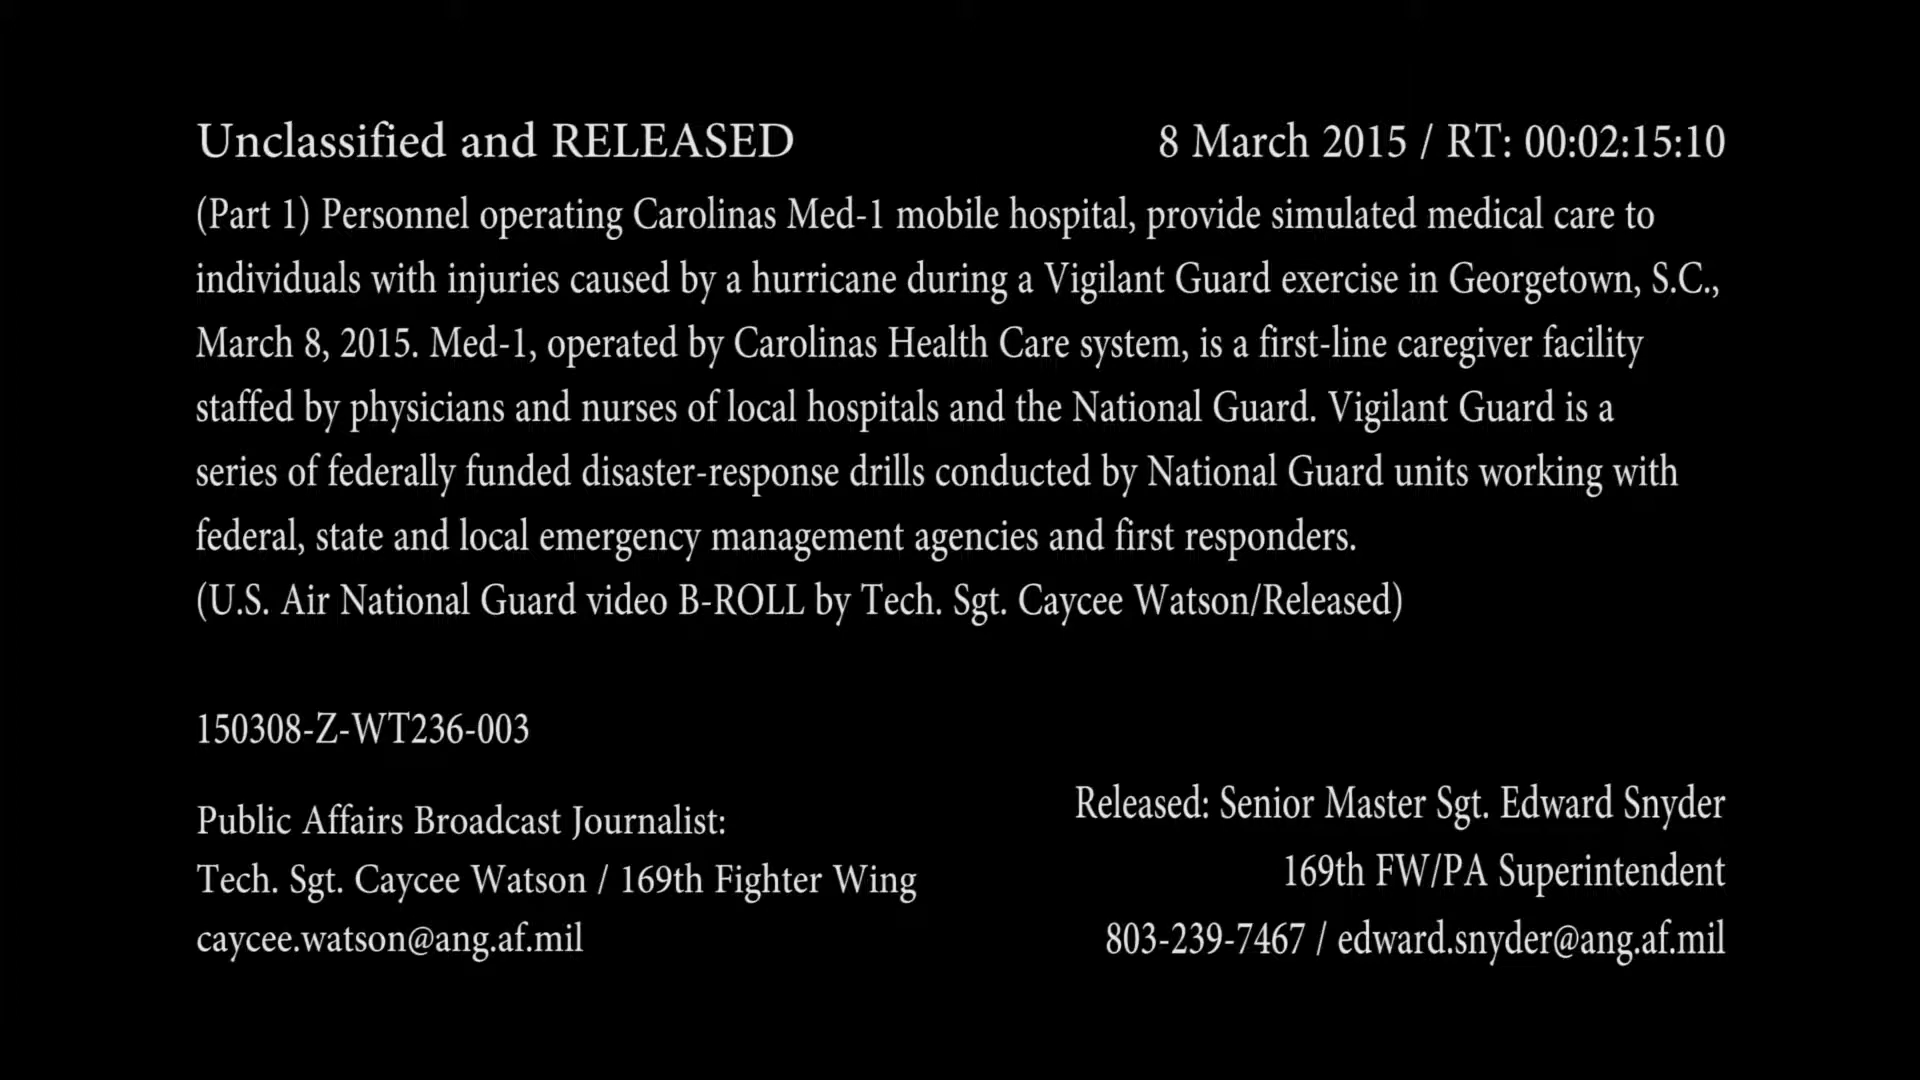 Unclassified and RELEASED
8 March 2015 / RT: 00:02:15:10
(Part 1) Personnel operating Carolinas Med-1 mobile hospital, provide simulated medical care to
individuals with injuries caused by a hurricane during a Vigilant Guard exercise in Georgetown, S.C.,
March 8, 2015. Med-1, operated by Carolinas Health Care system, is a first-line caregiver facility
staffed by physicians and nurses of local hospitals and the National Guard. Vigilant Guard is a
series of federally funded disaster-response drills conducted by National Guard units working with
federal, state and local emergency management agencies and first responders.
(U.S. Air National Guard video B-ROLL by Tech. Sgt. Caycee Watson/Released)
150308-Z-WT236-003
Public Affairs Broadcast Journalist:
Tech. Sgt. Caycee Watson / 169th Fighter Wing
caycee.watson@ang.af.mil
Released: Senior Master Sgt. Edward Snyder
169th FW/PA Superintendent
803-239-7467 / edward.snyder@ang.af.mil